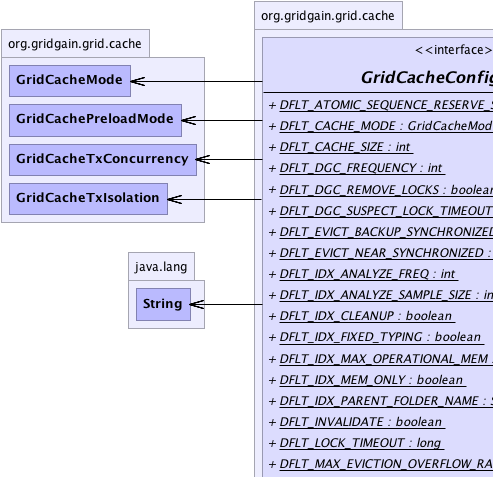 org.gridgain.grid.cache
GridCacheMode
GridCachePreloadMode
GridCacheTxConcurrency
GridCacheTxIsolation
java.lang
String
org.gridgain.grid.cache
<<interface>
GridCacheConfig
+ DFLT_ATOMIC_SEQUENCE_RESERVE_S
+ DFLT_CACHE_MODE : GridCacheMod
+ DFLT_CACHE_SIZE : int
+ DFLT_DGC_FREQUENCY : int
+ DFLT_DGC_REMOVE_LOCKS : boolean
+ DFLT_DGC_SUSPECT_LOCK_TIMEOUT
+ DFLT_EVICT_BACKUP_SYNCHRONIZED
+ DFLT_EVICT_NEAR_SYNCHRONIZED :
+ DFLT_IDX_ANALYZE_FREQ : int
+ DFLT_IDX_ANALYZE_SAMPLE_SIZE : in
+ DFLT_IDX_CLEANUP : boolean
+ DFLT_IDX_FIXED_TYPING : boolean
+ DFLT_IDX_MAX_OPERATIONAL_MEM :
+ DFLT_IDX_MEM_ONLY : boolean
+ DFLT_IDX_PARENT_FOLDER_NAME : S
+ DFLT_INVALIDATE : boolean
+ DFLT_LOCK_TIMEOUT : long
+ DFLT_MAX_EVICTION_OVERFLOW_RA